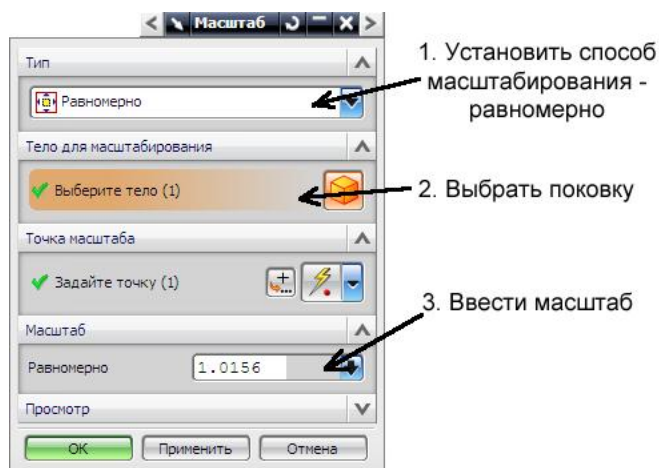 Масштаб
Тип
Равномерно
Тело для масштабирования
Выберите тело (1)
Точка масштаба
Задайте точку (1)
Масштаб
Равномерно 1.0156
Просмотр
ОК Применить Отмена
1. Установить способ
масштабирования -
равномерно
2. Выбрать поковку
3. Ввести масштаб